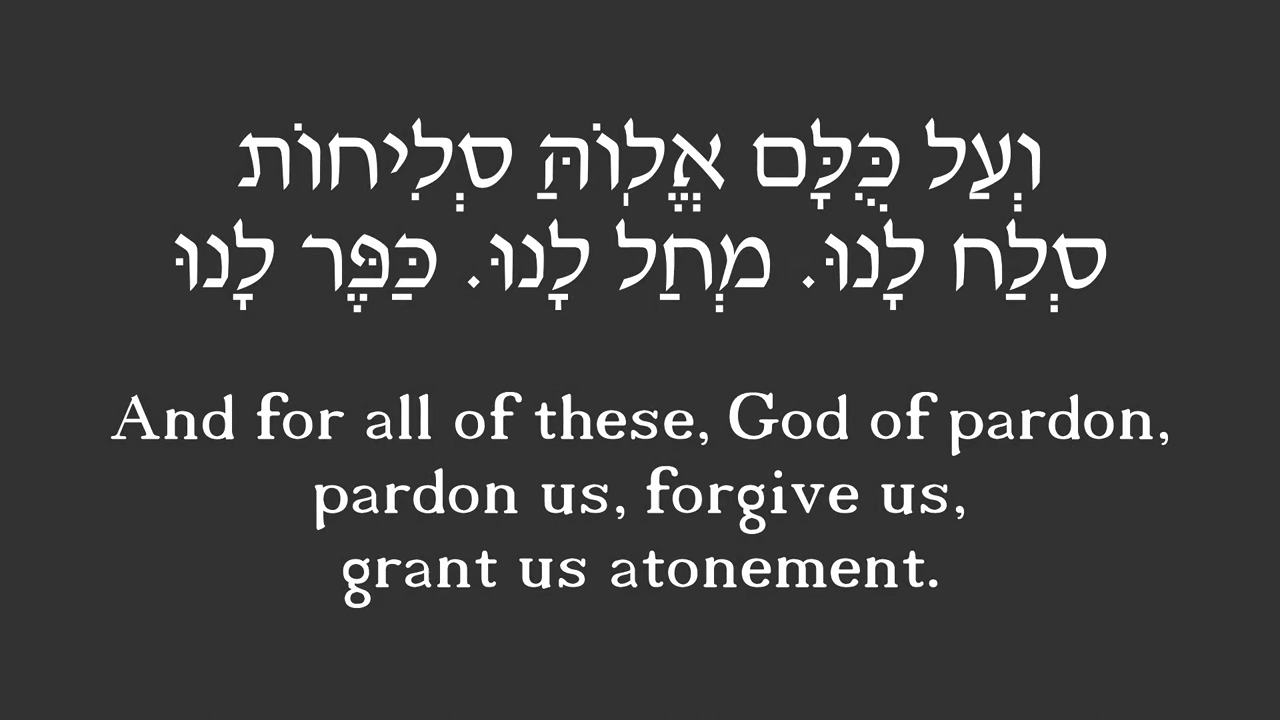 וְעַל כֻּלָּם אֱלֽוֹהַּ סְלִיחוֹת
סְלַח לָנוּ. מְחַל לָנוּ. כַּפֶּר לָנוּ
And for all of these, God of pardon,
pardon us, forgive us,
grant us atonement.